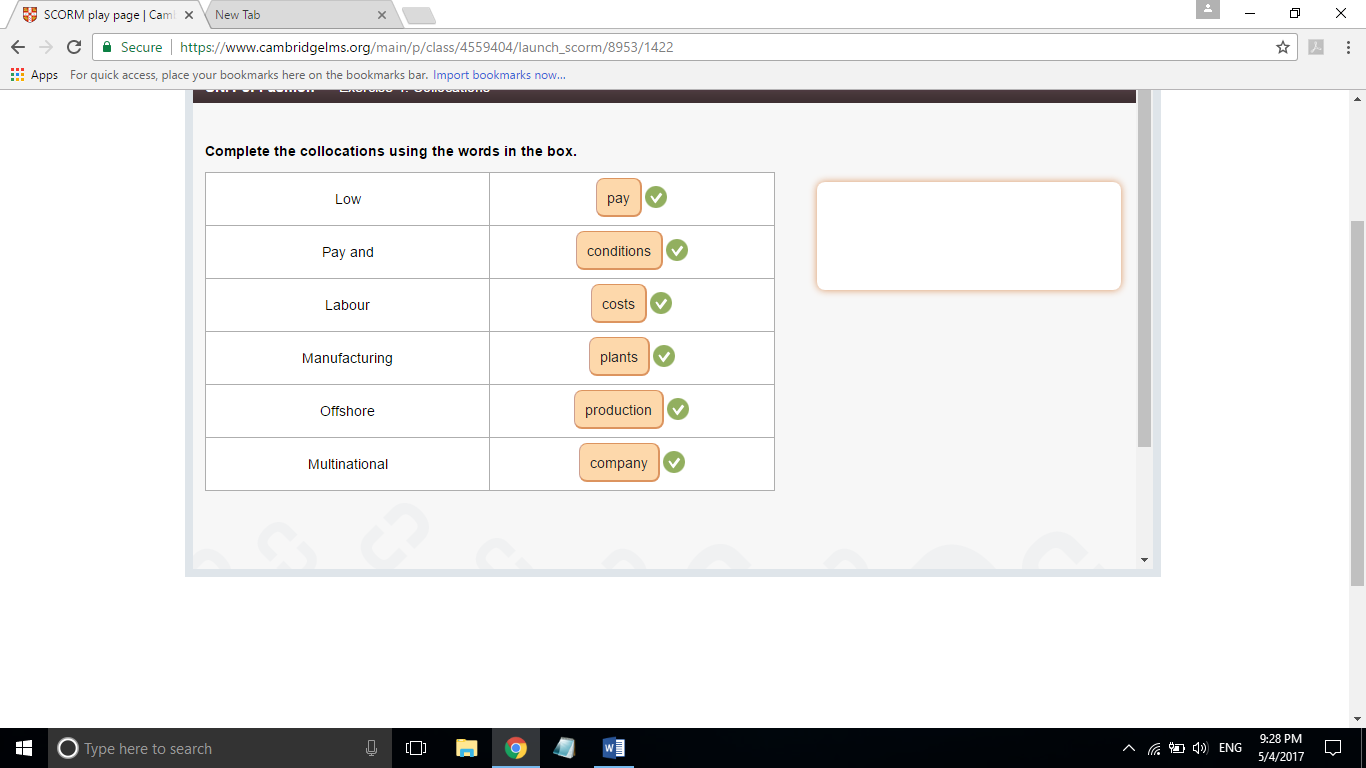 SCORM play page | Cam
New Tab
Secure
https://www.cambridgelms.org/main/p/class/4559404/launch_scorm/8953/1422
Apps
For quick access, place your bookmarks here on the bookmarks bar. Import bookmarks now...
Complete the collocations using the words in the box.
Low pay
Pay and conditions
Labour costs
Manufacturing plants
Offshore production
Multinational company
Type here to search
ENG
9:28 PM
5/4/2017